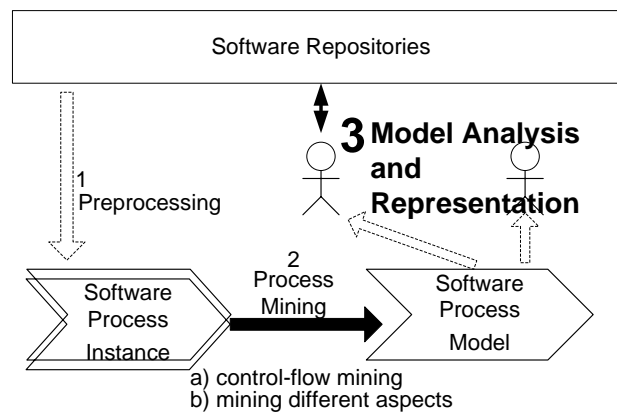 Software Repositories
3 Model Analysis
and
Representation
1
Preprocessing
2
Process
Mining
Software
Process
Instance
Software
Process
Model
a) control-flow mining
b) mining different aspects